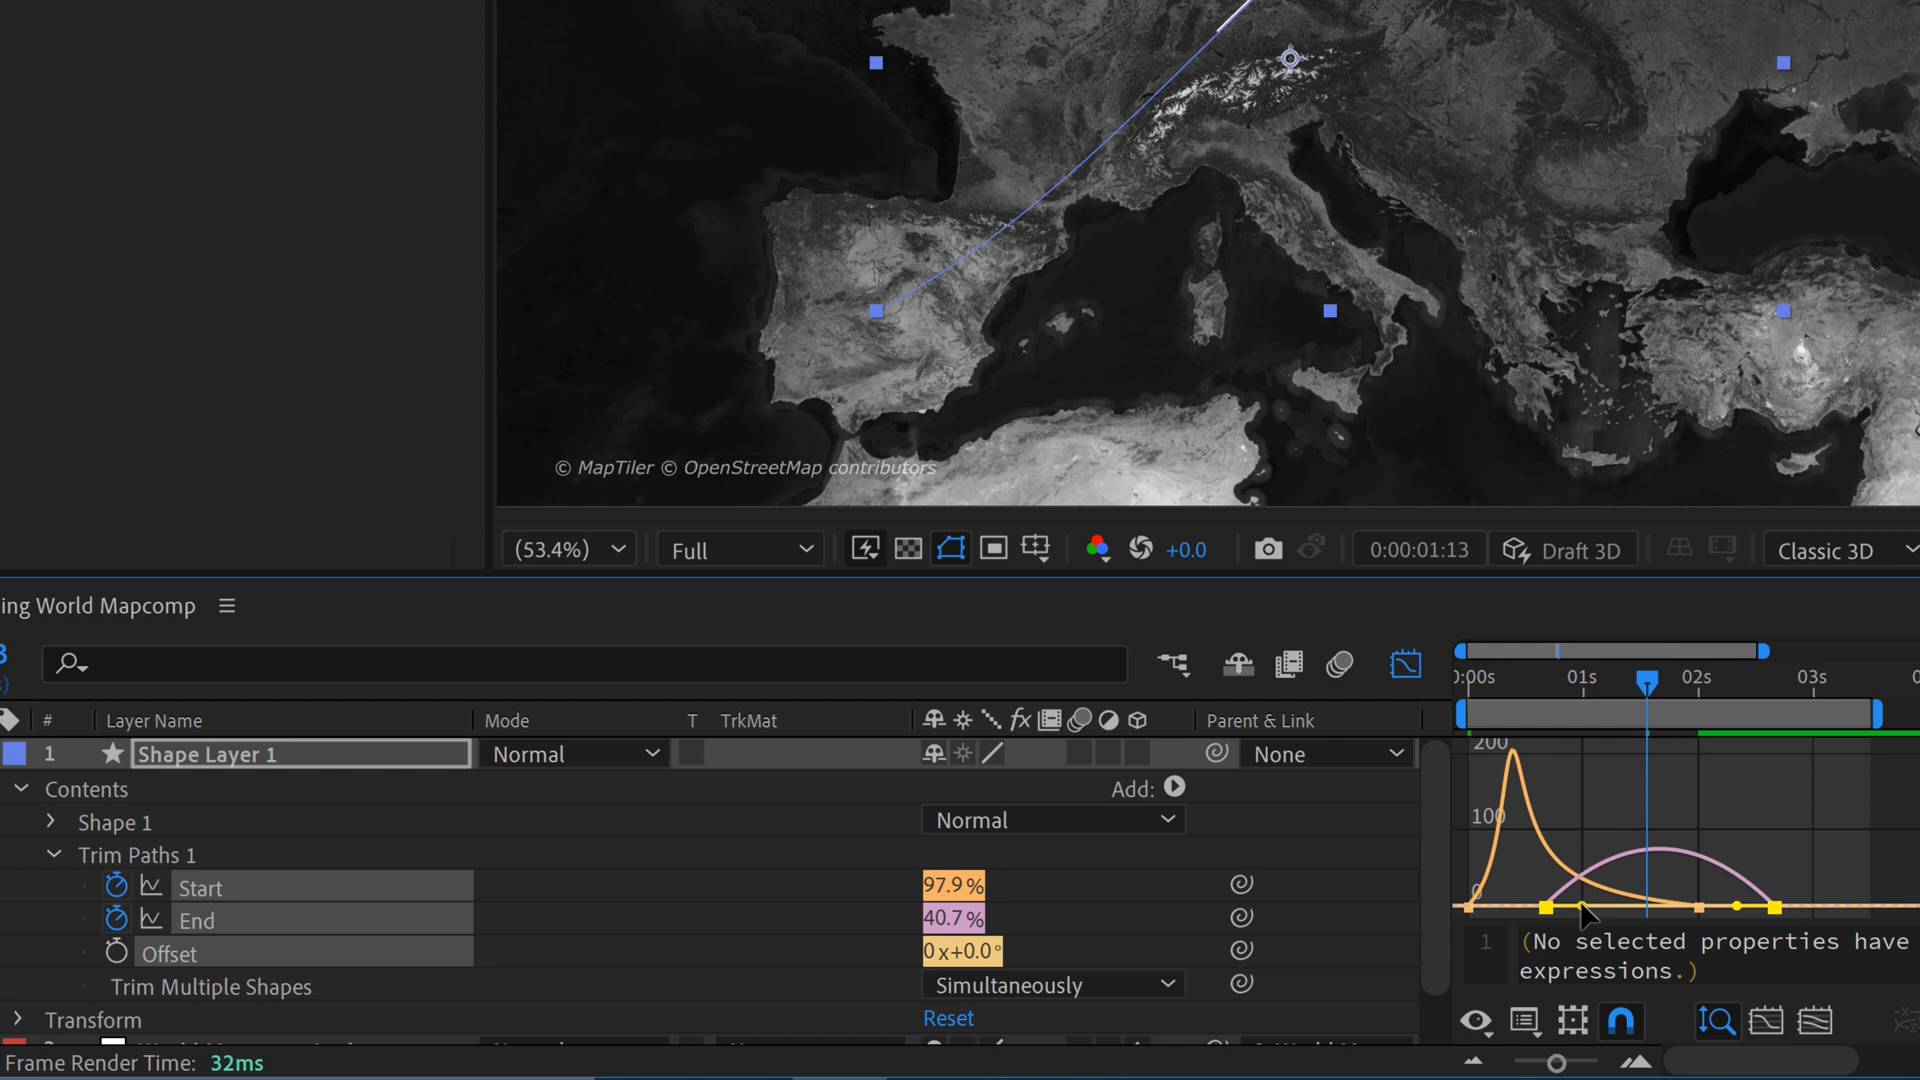 © MapTiler © OpenStreetMap contributors
(53.4%)
Full
+0.0
0:00:01:13
Draft 3D
Classic 3D
ing World Mapcomp
:00s 01s 02s 03s
# Layer Name Mode T TrkMat fx Parent & Link
1 Shape Layer 1 Normal None
Contents Add:
Shape 1 Normal
Trim Paths 1
Start 97.9 %
End 40.7 %
Offset 0x+0.0°
Trim Multiple Shapes Simultaneously
Transform Reset
200
100
0
1 (No selected properties have
expressions.)
Frame Render Time: 32ms